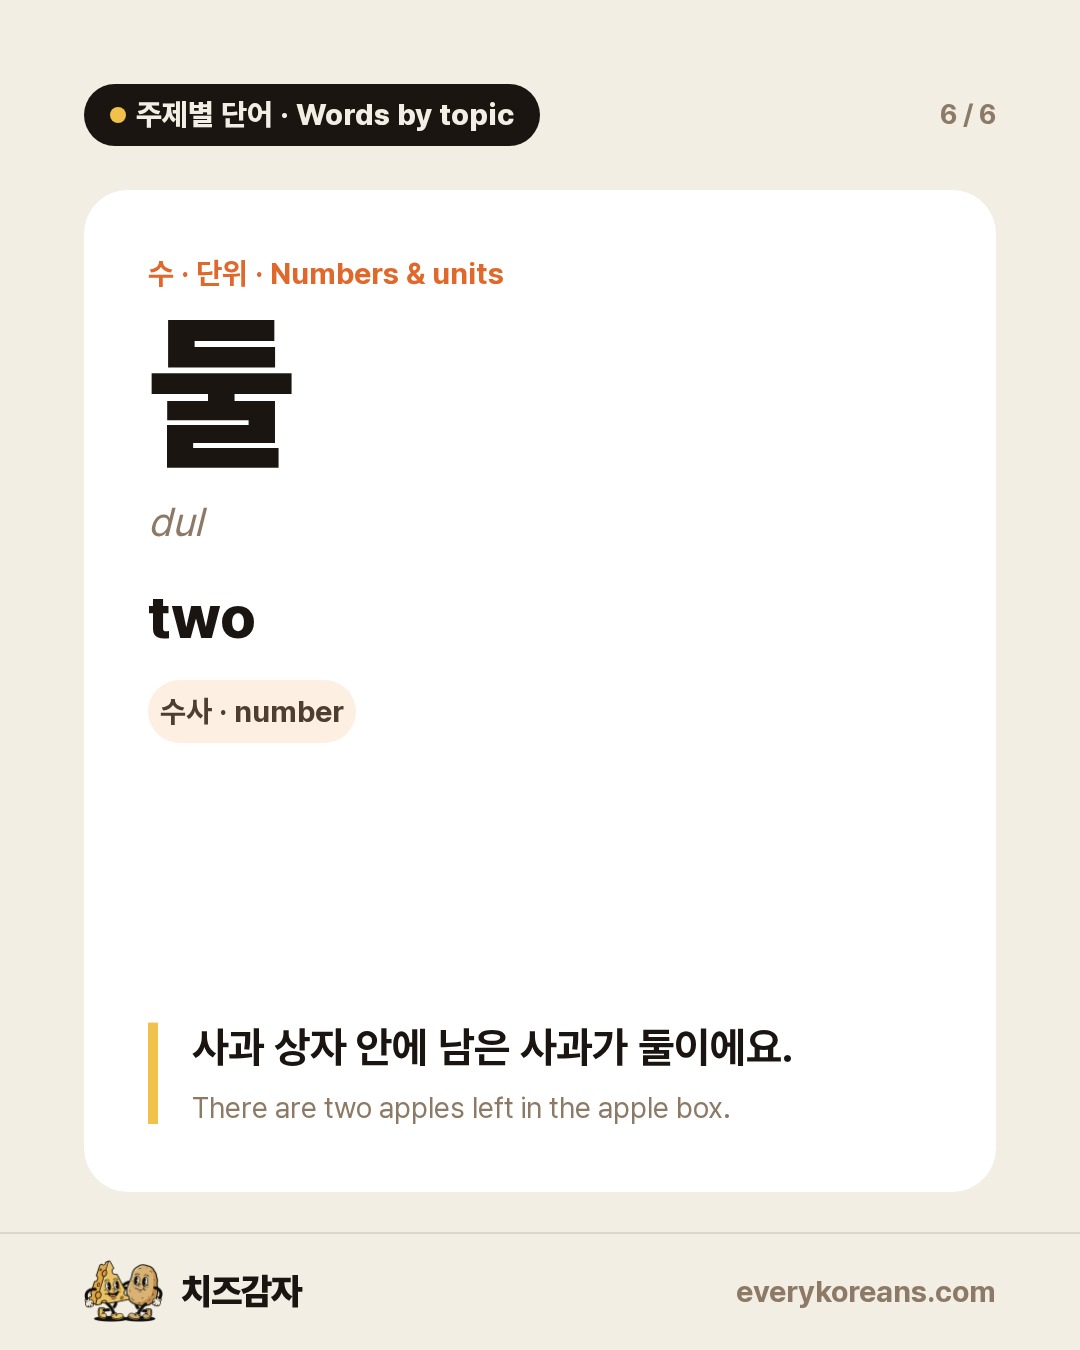 주제별 단어 · Words by topic
6 / 6
수 · 단위 · Numbers & units
둘
dul
two
수사 · number
사과 상자 안에 남은 사과가 둘이에요.
There are two apples left in the apple box.
치즈감자
everykoreans.com